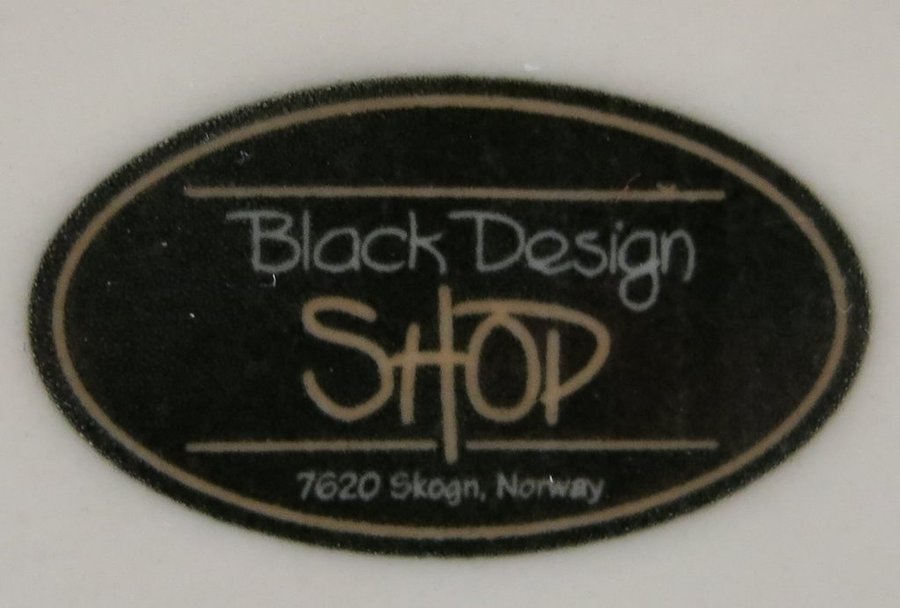 Black Design
SHOP
7620 Skogn, Norway